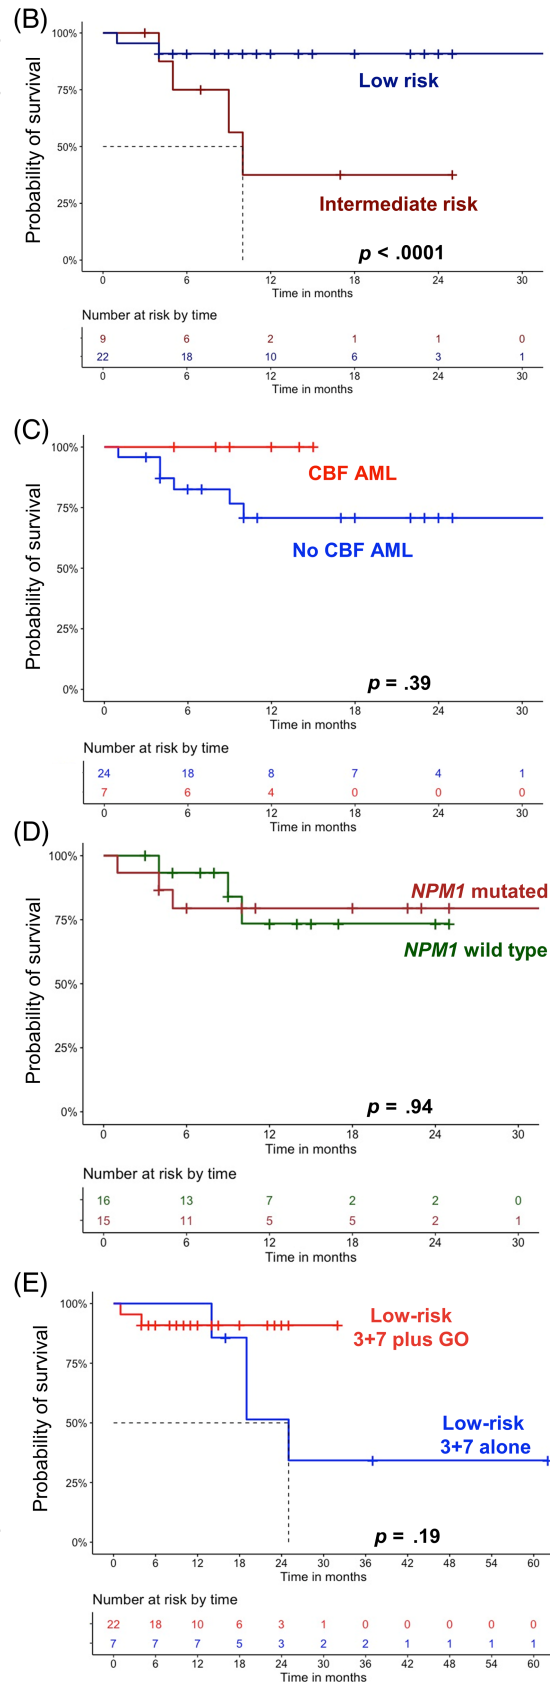 (B)
Probability of survival
100%
75%
50%
25%
0%
Low risk
Intermediate risk
p < .0001
0 6 12 18 24 30
Time in months
Number at risk by time
9 6 2 1 1 0
22 18 10 6 3 1
0 6 12 18 24 30
Time in months
(C)
Probability of survival
100%
75%
50%
25%
0%
CBF AML
No CBF AML
p = .39
0 6 12 18 24 30
Time in months
Number at risk by time
24 18 8 7 4 1
7 6 4 0 0 0
0 6 12 18 24 30
Time in months
(D)
Probability of survival
100%
75%
50%
25%
0%
NPM1 mutated
NPM1 wild type
p = .94
0 6 12 18 24 30
Time in months
Number at risk by time
16 13 7 2 2 0
15 11 5 5 2 1
0 6 12 18 24 30
Time in months
(E)
Probability of survival
100%
75%
50%
25%
0%
Low-risk
3+7 plus GO
Low-risk
3+7 alone
p = .19
0 6 12 18 24 30 36 42 48 54 60
Time in months
Number at risk by time
22 18 10 6 3 1 0 0 0 0 0
7 7 7 5 3 2 2 1 1 1 1
0 6 12 18 24 30 36 42 48 54 60
Time in months